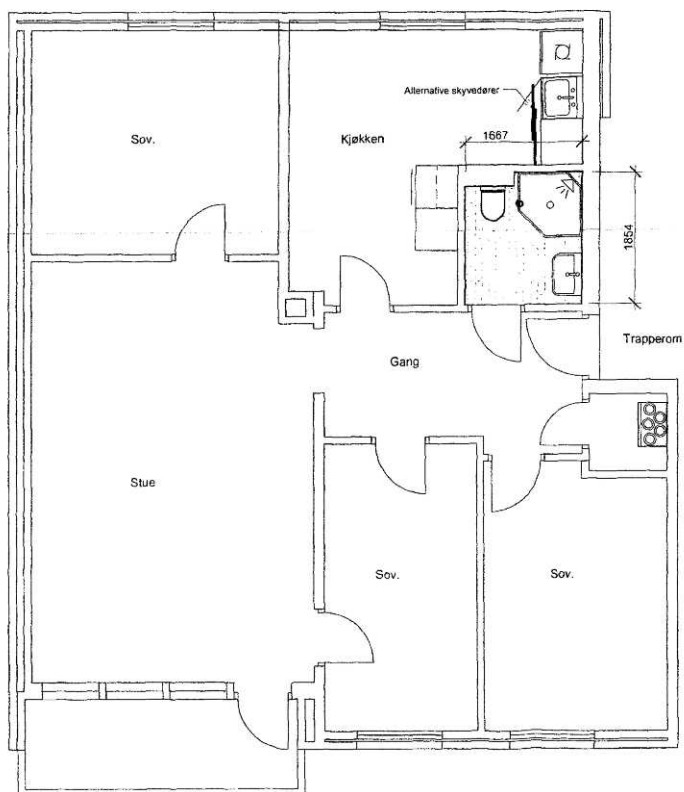 Alternative skyvedører
Sov.
Kjøkken
1667
1854
Trapperom
Gang
Stue
Sov.
Sov.